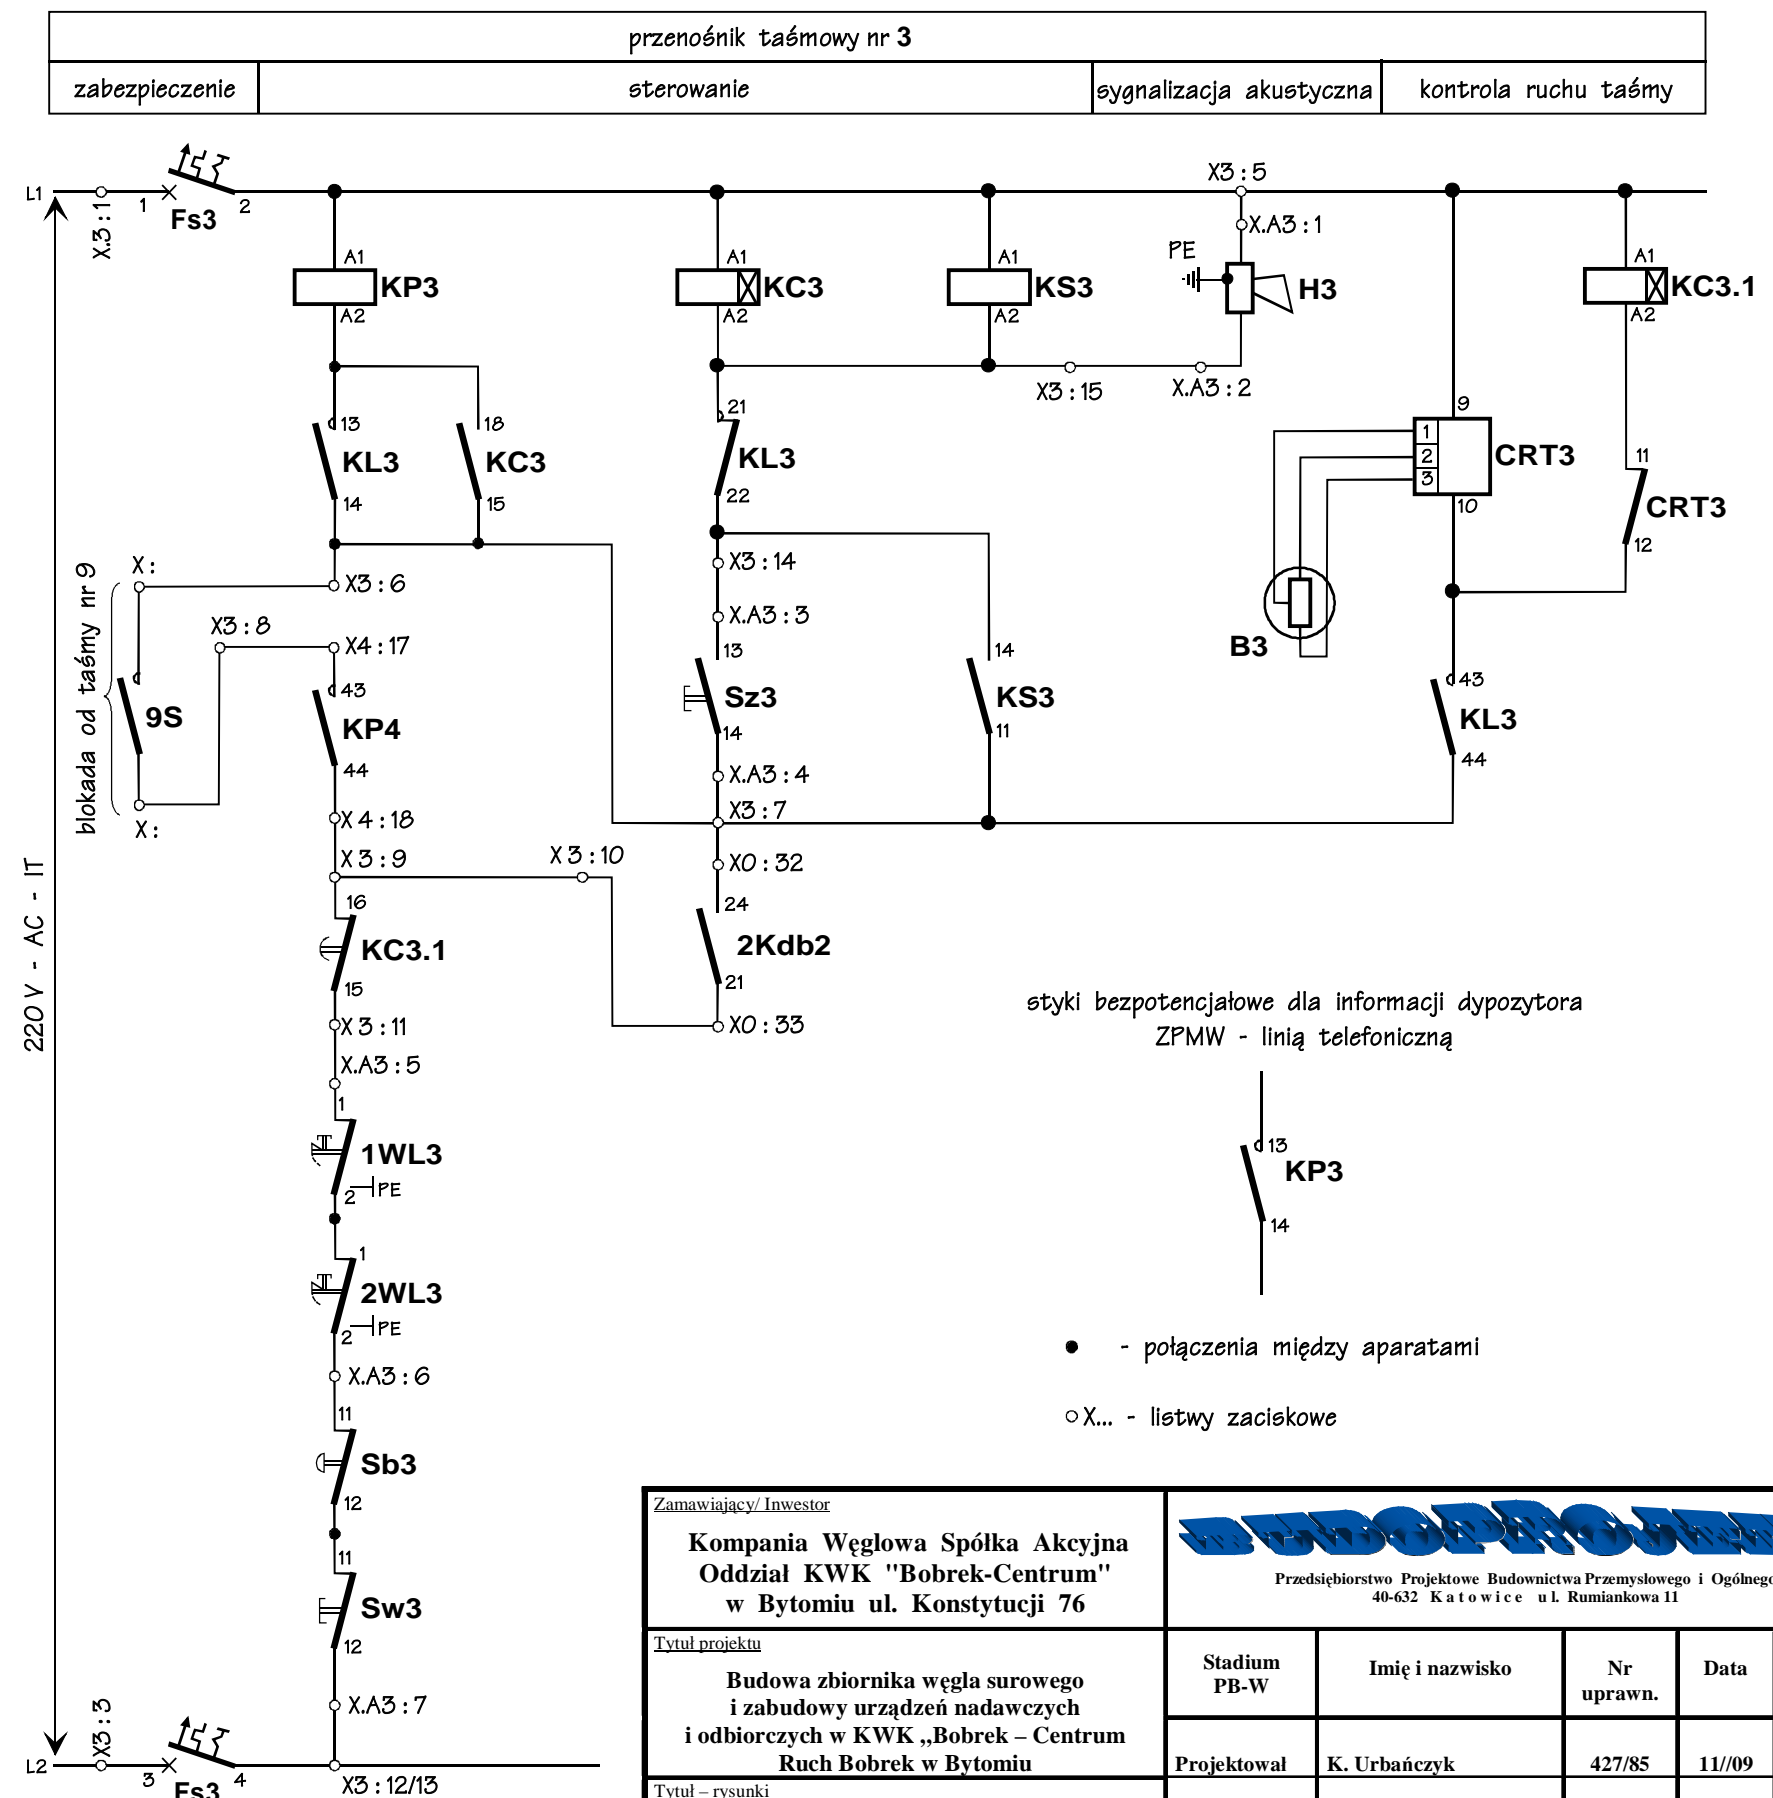 przenośnik taśmowy nr 3
zabezpieczenie
sterowanie
sygnalizacja akustyczna
kontrola ruchu taśmy
L1
X.3 : 1
1
2
Fs3
X3 : 5
X.A3 : 1
PE
H3
A1
KP3
A2
A1
KC3
A2
A1
KS3
A2
A1
KC3.1
A2
X3 : 15
X.A3 : 2
13
KL3
14
18
KC3
15
21
KL3
22
9
1
2
3
CRT3
10
11
CRT3
12
B3
blokada od taśmy nr 9
X :
X3 : 6
X3 : 8
X4 : 17
9S
X :
43
KP4
44
X 4 : 18
X 3 : 9
X 3 : 10
X3 : 14
X.A3 : 3
13
Sz3
14
X.A3 : 4
X3 : 7
14
KS3
11
43
KL3
44
X0 : 32
24
2Kdb2
21
X0 : 33
220 V - AC - IT
16
KC3.1
15
X 3 : 11
X.A3 : 5
1
1WL3
2
PE
1
2WL3
2
PE
X.A3 : 6
11
Sb3
12
11
Sw3
12
X.A3 : 7
L2
X3 : 3
3
4
Fs3
X3 : 12/13
styki bezpotencjałowe dla informacji dypozytora
ZPMW - linią telefoniczną
13
KP3
14
- połączenia między aparatami
X... - listwy zaciskowe
Zamawiający/ Inwestor
Kompania Węglowa Spółka Akcyjna
Oddział KWK "Bobrek-Centrum"
w Bytomiu ul. Konstytucji 76
Przedsiębiorstwo Projektowe Budownictwa Przemysłowego i Ogólnego
40-632 K a t o w i c e u l. Rumiankowa 11
Tytuł projektu
Budowa zbiornika węgla surowego
i zabudowy urządzeń nadawczych
i odbiorczych w KWK „Bobrek – Centrum
Ruch Bobrek w Bytomiu
Stadium
PB-W
Imię i nazwisko
Nr
uprawn.
Data
Projektował
K. Urbańczyk
427/85
11//09
Tytuł – rysunki